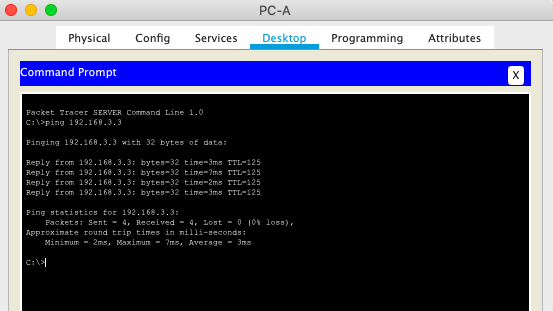 PC-A
Physical Config Services Desktop Programming Attributes
Command Prompt
X
Packet Tracer SERVER Command Line 1.0
C:\>ping 192.168.3.3
Pinging 192.168.3.3 with 32 bytes of data:
Reply from 192.168.3.3: bytes=32 time=3ms TTL=125
Reply from 192.168.3.3: bytes=32 time=7ms TTL=125
Reply from 192.168.3.3: bytes=32 time=2ms TTL=125
Reply from 192.168.3.3: bytes=32 time=3ms TTL=125
Ping statistics for 192.168.3.3:
Packets: Sent = 4, Received = 4, Lost = 0 (0% loss),
Approximate round trip times in milli-seconds:
Minimum = 2ms, Maximum = 7ms, Average = 3ms
C:\>